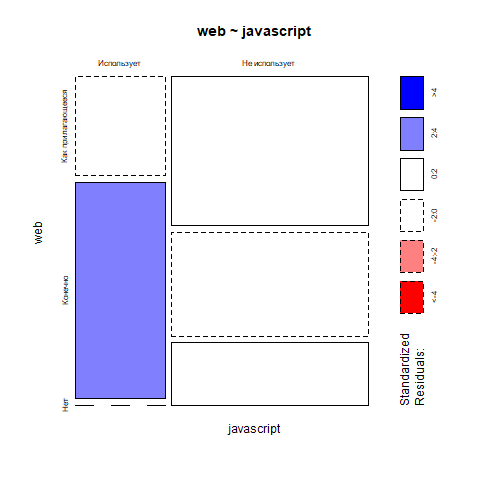 web ~ javascript
Использует
Не использует
Как прилагающееся
Конечно
Нет
web
javascript
>4
2:4
0:2
-2:0
-4:-2
<-4
Standardized
Residuals: